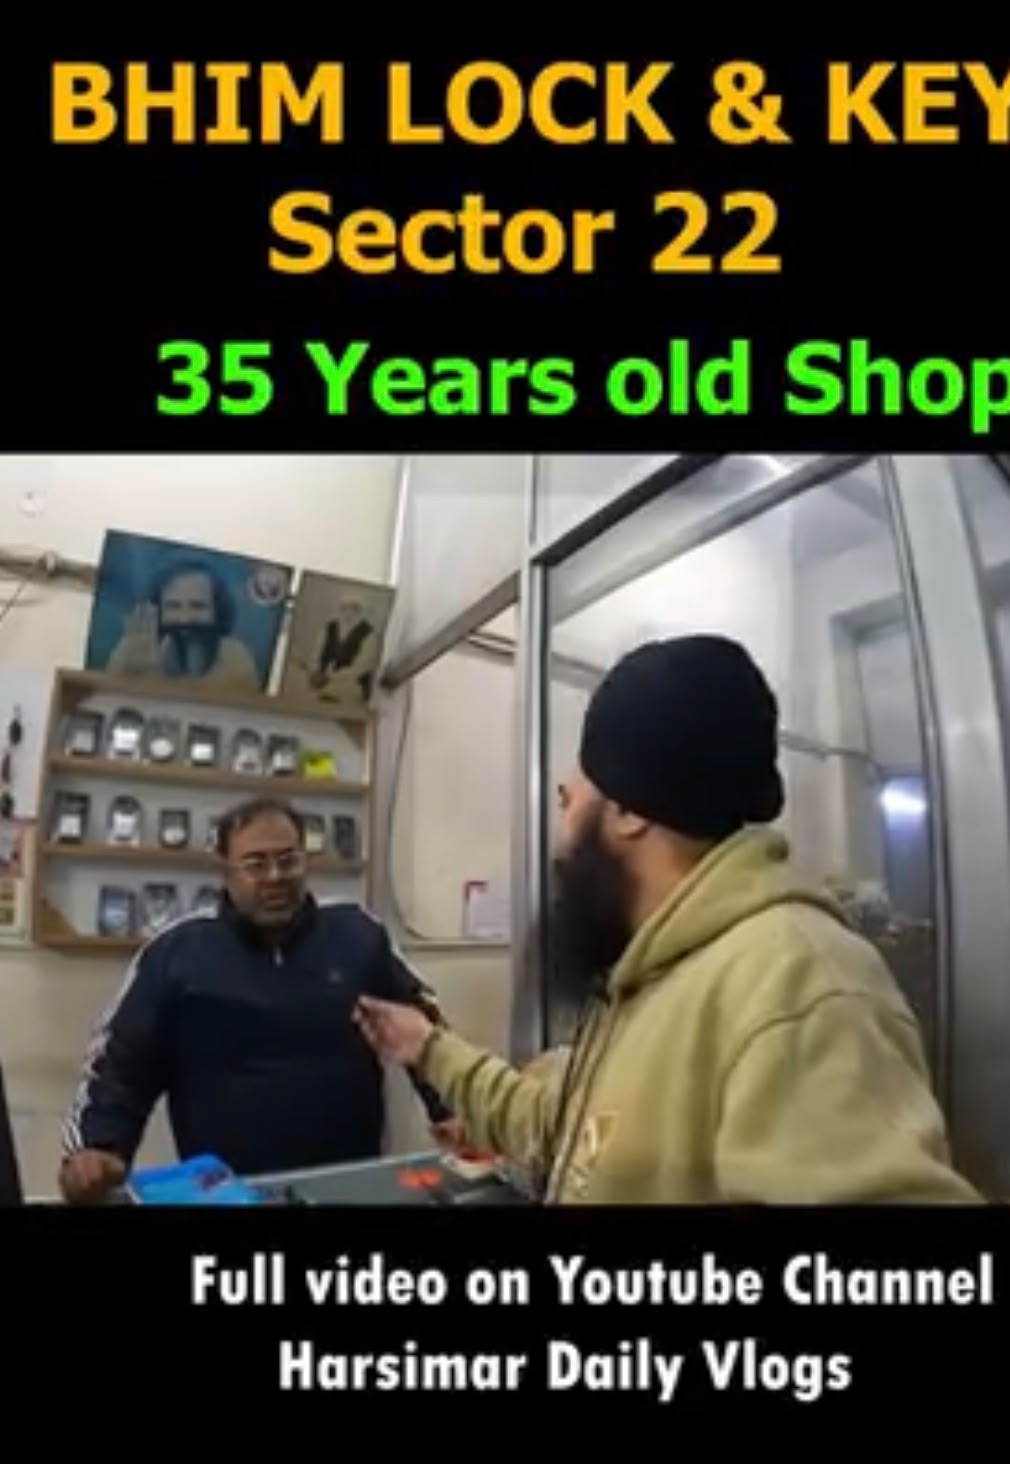 BHIM LOCK & KEY
Sector 22
35 Years old Shop
Full video on Youtube Channel
Harsimar Daily Vlogs